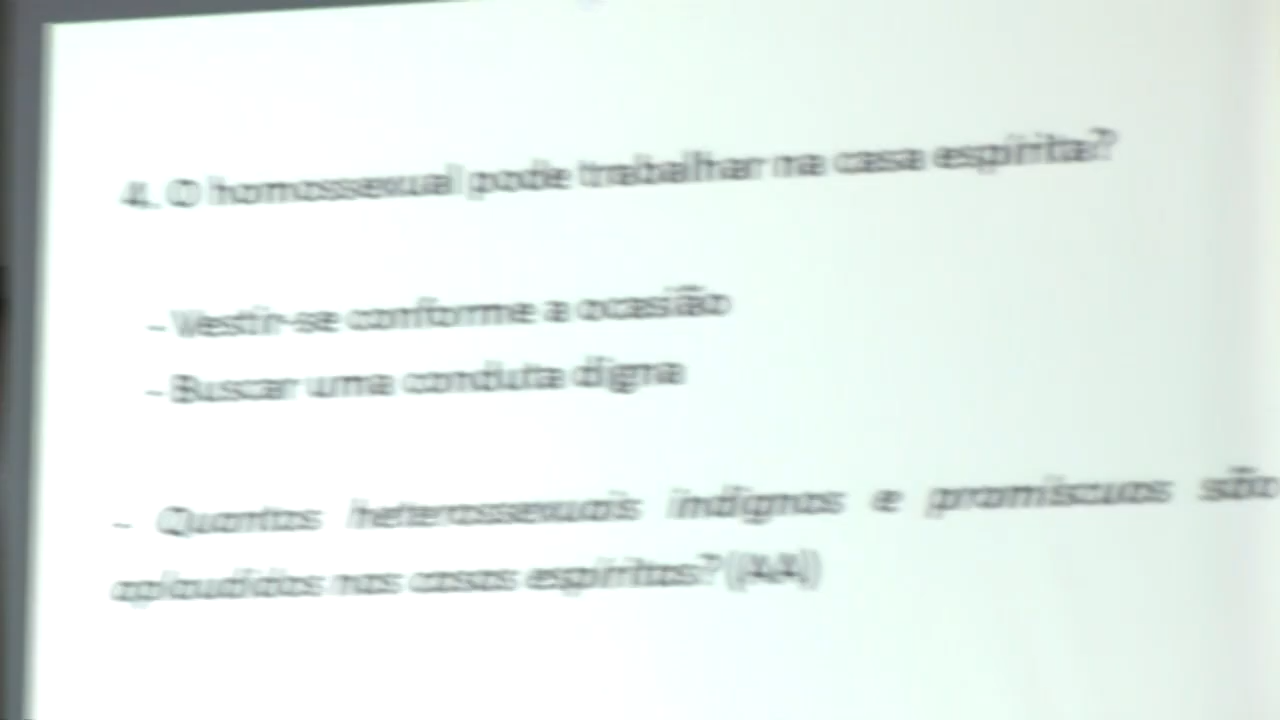 4. O homossexual pode trabalhar na casa espírita?
- Vestir-se conforme a ocasião
- Buscar uma conduta digna
- Quantos heterossexuais indignos e promíscuos são
aplaudidos nas casas espíritas? (AA)